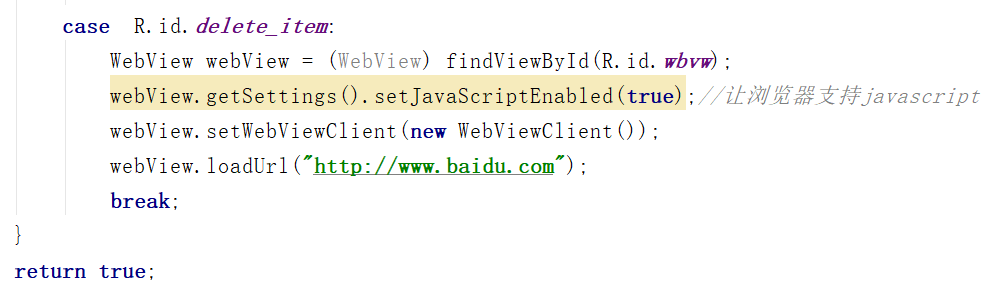 case R.id.delete_item:
WebView webView = (WebView) findViewById(R.id.wbvw);
webView.getSettings().setJavaScriptEnabled(true);//让浏览器支持javascript
webView.setWebViewClient(new WebViewClient());
webView.loadUrl("http://www.baidu.com");
break;
}
return true;